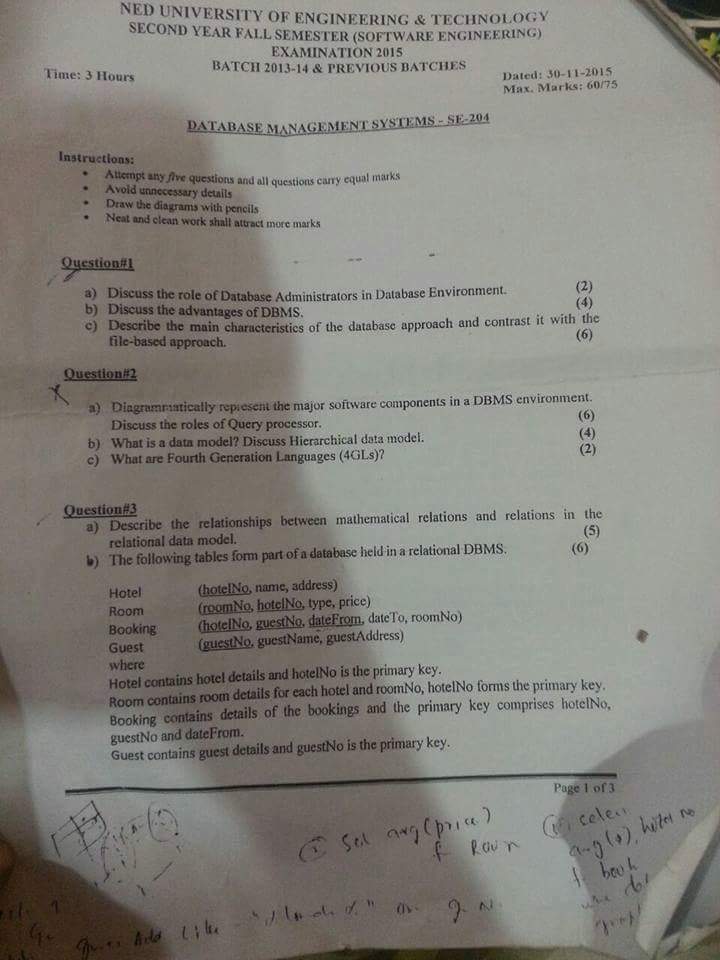 NED UNIVERSITY OF ENGINEERING & TECHNOLOGY
SECOND YEAR FALL SEMESTER (SOFTWARE ENGINEERING)
EXAMINATION 2015
BATCH 2013-14 & PREVIOUS BATCHES
Time: 3 Hours
Dated: 30-11-2015
Max. Marks: 60/75
DATABASE MANAGEMENT SYSTEMS - SE-204
Instructions:
• Attempt any five questions and all questions carry equal marks
• Avoid unnecessary details
• Draw the diagrams with pencils
• Neat and clean work shall attract more marks
Question#1
a) Discuss the role of Database Administrators in Database Environment. (2)
b) Discuss the advantages of DBMS. (4)
c) Describe the main characteristics of the database approach and contrast it with the
file-based approach. (6)
Question#2
a) Diagrammatically represent the major software components in a DBMS environment.
Discuss the roles of Query processor. (6)
b) What is a data model? Discuss Hierarchical data model. (4)
c) What are Fourth Generation Languages (4GLs)? (2)
Question#3
a) Describe the relationships between mathematical relations and relations in the
relational data model. (5)
b) The following tables form part of a database held in a relational DBMS. (6)
Hotel (hotelNo, name, address)
Room (roomNo, hotelNo, type, price)
Booking (hotelNo, guestNo, dateFrom, dateTo, roomNo)
Guest (guestNo, guestName, guestAddress)
where
Hotel contains hotel details and hotelNo is the primary key.
Room contains room details for each hotel and roomNo, hotelNo forms the primary key.
Booking contains details of the bookings and the primary key comprises hotelNo,
guestNo and dateFrom.
Guest contains guest details and guestNo is the primary key.
Page 1 of 3
Sel avg(price)
f Room
hotel no
Add Like